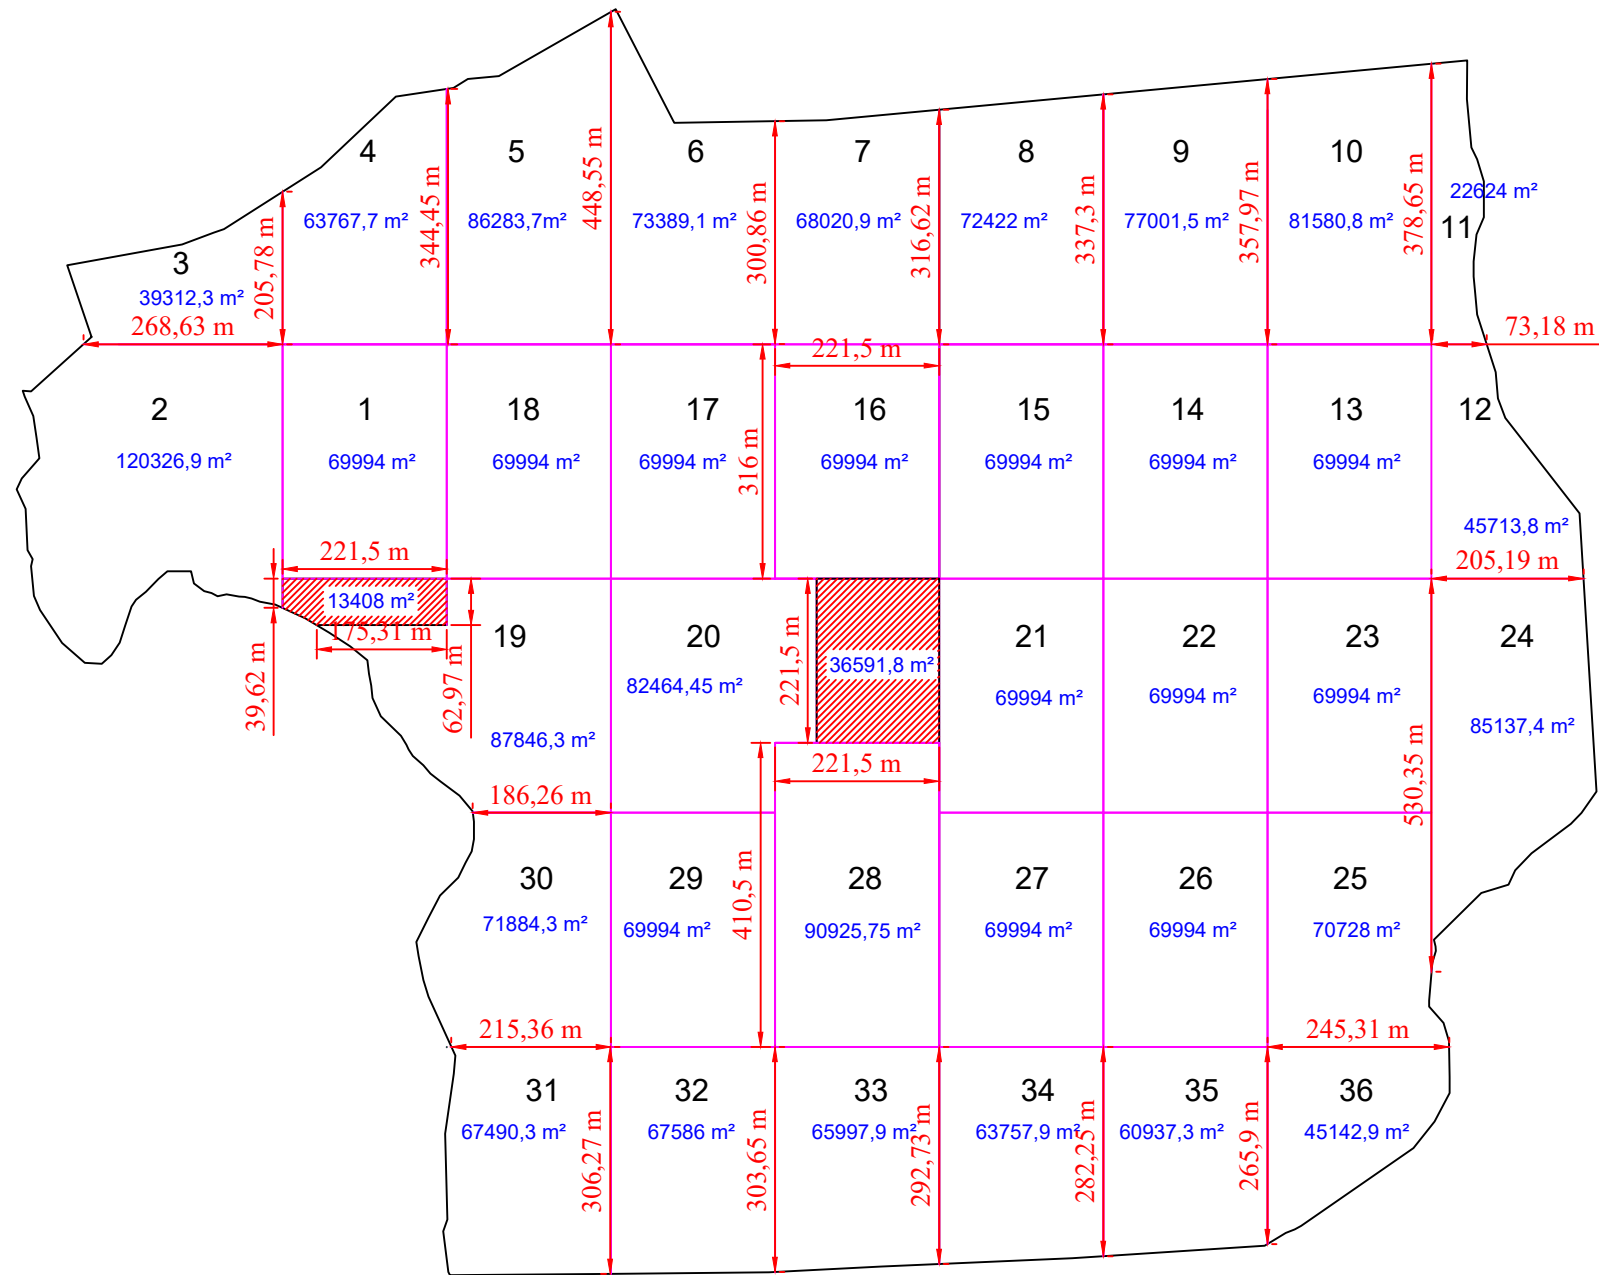 4
5
6
7
8
9
10
11
63767,7 m²
86283,7m²
73389,1 m²
68020,9 m²
72422 m²
77001,5 m²
81580,8 m²
22624 m²
205,78 m
344,45 m
448,55 m
300,86 m
316,62 m
337,3 m
357,97 m
378,65 m
3
39312,3 m²
268,63 m
221,5 m
73,18 m
2
1
18
17
16
15
14
13
12
120326,9 m²
69994 m²
69994 m²
69994 m²
316 m
69994 m²
69994 m²
69994 m²
69994 m²
45713,8 m²
221,5 m
205,19 m
13408 m²
175,31 m
39,62 m
62,97 m
19
20
221,5 m
36591,8 m²
21
22
23
24
87846,3 m²
82464,45 m²
69994 m²
69994 m²
69994 m²
530,35 m
85137,4 m²
186,26 m
221,5 m
30
29
410,5 m
28
27
26
25
71884,3 m²
69994 m²
90925,75 m²
69994 m²
69994 m²
70728 m²
215,36 m
245,31 m
31
32
33
34
35
36
67490,3 m²
67586 m²
65997,9 m²
63757,9 m²
60937,3 m²
45142,9 m²
306,27 m
303,65 m
292,73 m
282,25 m
265,9 m